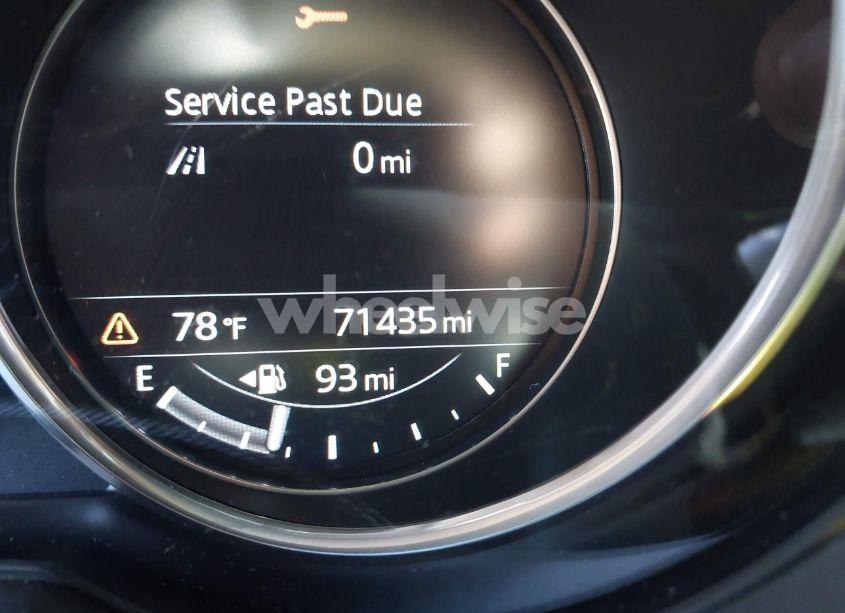 Service Past Due
0 mi
78 °F 71435 mi
wheelwise
E 93 mi F